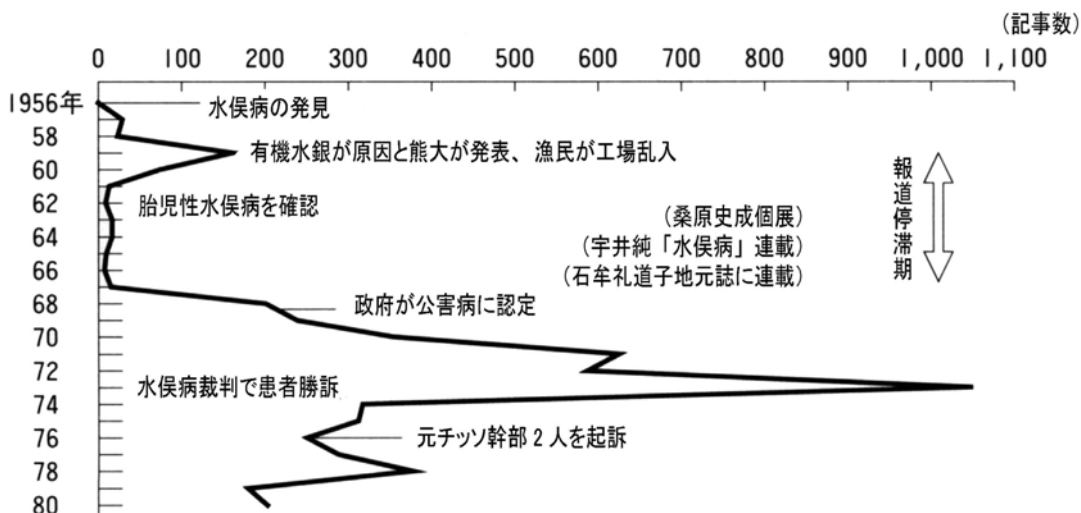 (記事数)
0 100 200 300 400 500 600 700 800 900 1,000 1,100
1956年
水俣病の発見
58
有機水銀が原因と熊大が発表、漁民が工場乱入
60
62
胎児性水俣病を確認
64
66
(桑原史成個展)
(宇井純「水俣病」連載)
(石牟礼道子地元誌に連載)
報道停滞期
68
政府が公害病に認定
70
72
水俣病裁判で患者勝訴
74
76
元チッソ幹部2人を起訴
78
80